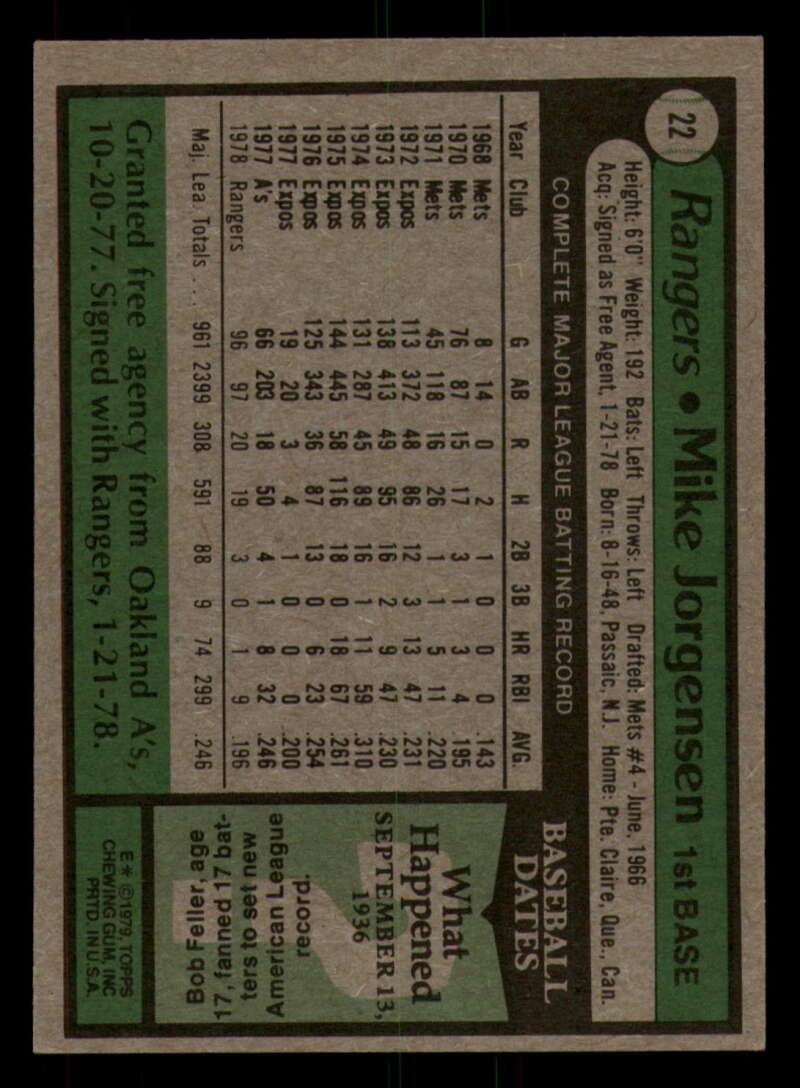 22
Rangers • Mike Jorgensen 1st BASE
Height: 6'0" Weight: 192 Bats: Left Throws: Left Drafted: Mets #4 - June, 1966
Acq: Signed as Free Agent, 1-21-78 Born: 8-16-48, Passaic, N.J. Home: Pte. Claire, Que., Can.
COMPLETE MAJOR LEAGUE BATTING RECORD
Year Club G AB R H 2B 3B HR RBI AVG.
1968 Mets 8 14 0 2 1 0 0 0 .143
1970 Mets 76 87 15 17 3 1 3 4 .195
1971 Mets 45 118 16 26 1 1 5 11 .220
1972 Expos 113 372 48 86 12 3 13 47 .231
1973 Expos 138 413 49 95 16 2 9 47 .230
1974 Expos 131 287 45 89 16 1 11 59 .310
1975 Expos 144 445 58 116 18 0 18 67 .261
1976 Expos 125 343 36 87 13 0 6 23 .254
1977 Expos 19 20 3 4 1 0 0 0 .200
1977 A's 66 203 18 50 4 1 8 32 .246
1978 Rangers 96 97 20 19 3 0 1 9 .196
Maj. Lea. Totals .... 961 2399 308 591 88 9 74 299 .246
Granted free agency from Oakland A's,
10-20-77. Signed with Rangers, 1-21-78.
BASEBALL
DATES
What
Happened
SEPTEMBER 13,
1936
Bob Feller, age
17, fanned 17 bat-
ters to set new
American League
record.
E * © 1979, TOPPS
CHEWING GUM, INC
PRTD. IN U.S.A.